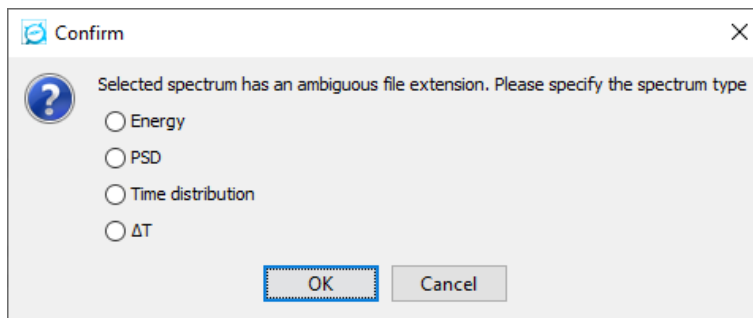 Confirm
Selected spectrum has an ambiguous file extension. Please specify the spectrum type
Energy
PSD
Time distribution
ΔT
OK
Cancel